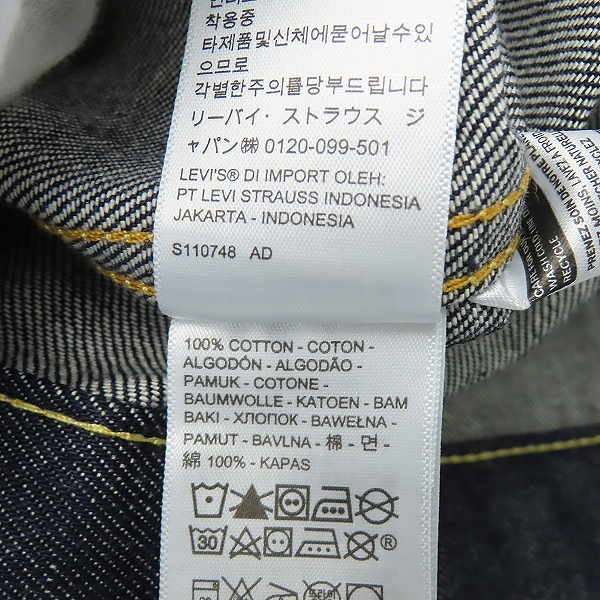 착용중
타제품및신체에묻어날수있
으므로
각별한주의를당부드립니다
リーバイ・ストラウス ジ
ャパン㈱ 0120-099-501
LEVI'S® DI IMPORT OLEH:
PT LEVI STRAUSS INDONESIA
JAKARTA - INDONESIA
S110748 AD
100% COTTON - COTON -
ALGODÓN - ALGODÃO -
PAMUK - COTONE -
BAUMWOLLE - KATOEN - BAM
BAKI - ХЛОПОК - BAWEŁNA -
PAMUT - BAVLNA - 棉 - 면 -
綿 100% - KAPAS
30
®
RECYCLE